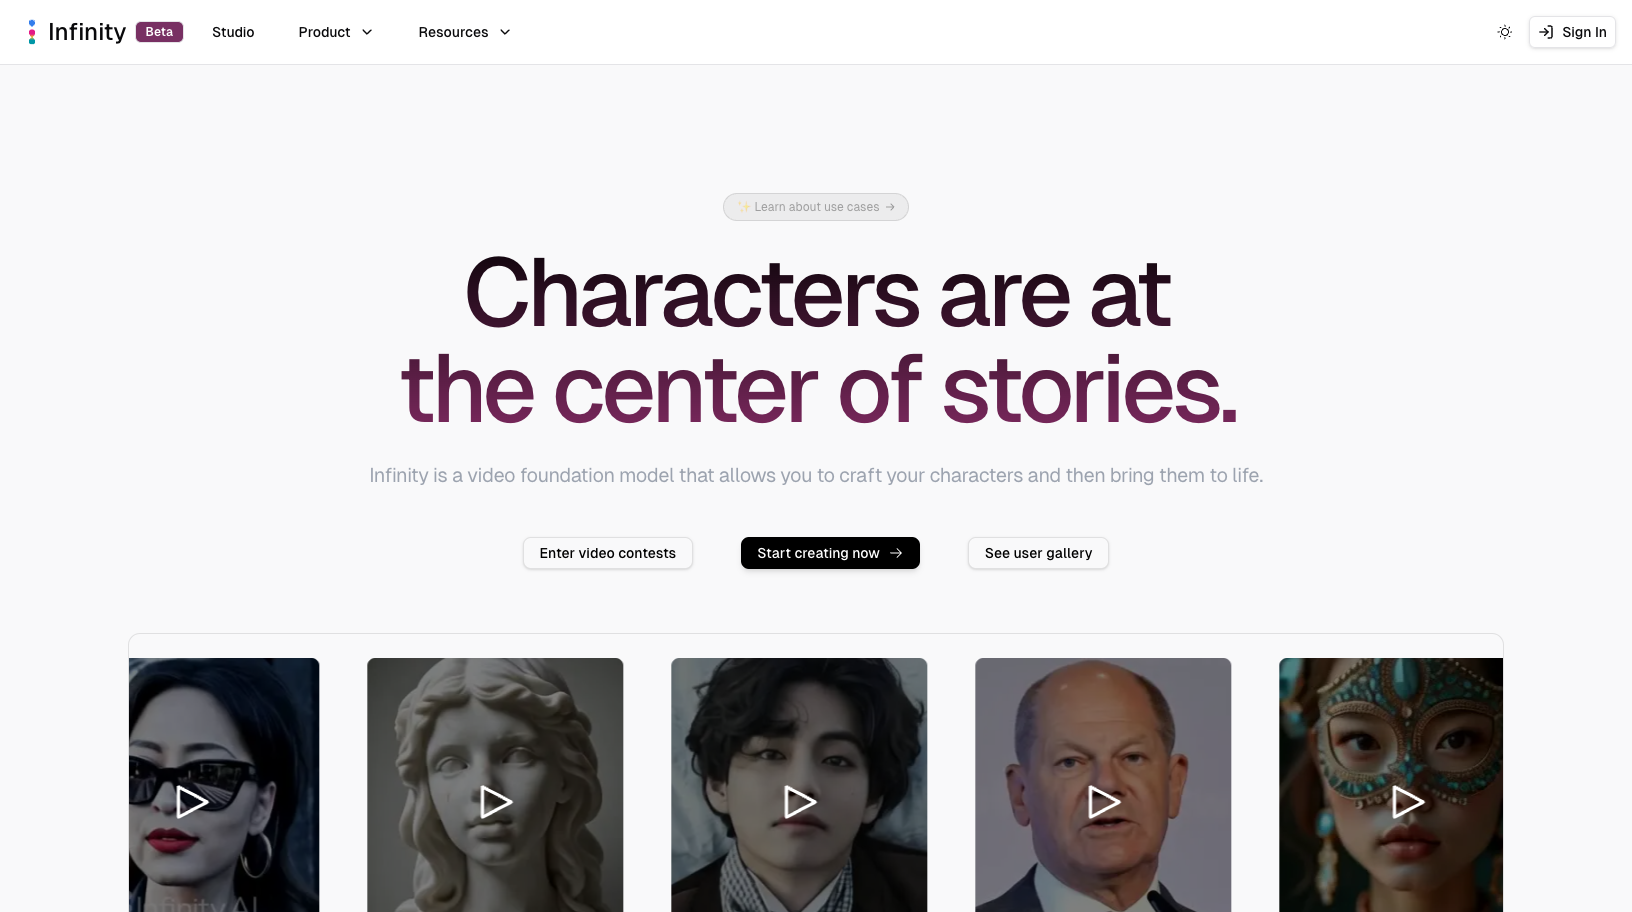 Infinity Beta Studio Product Resources Sign In
✨ Learn about use cases →
Characters are at
the center of stories.
Infinity is a video foundation model that allows you to craft your characters and then bring them to life.
Enter video contests Start creating now → See user gallery
Infinity AI